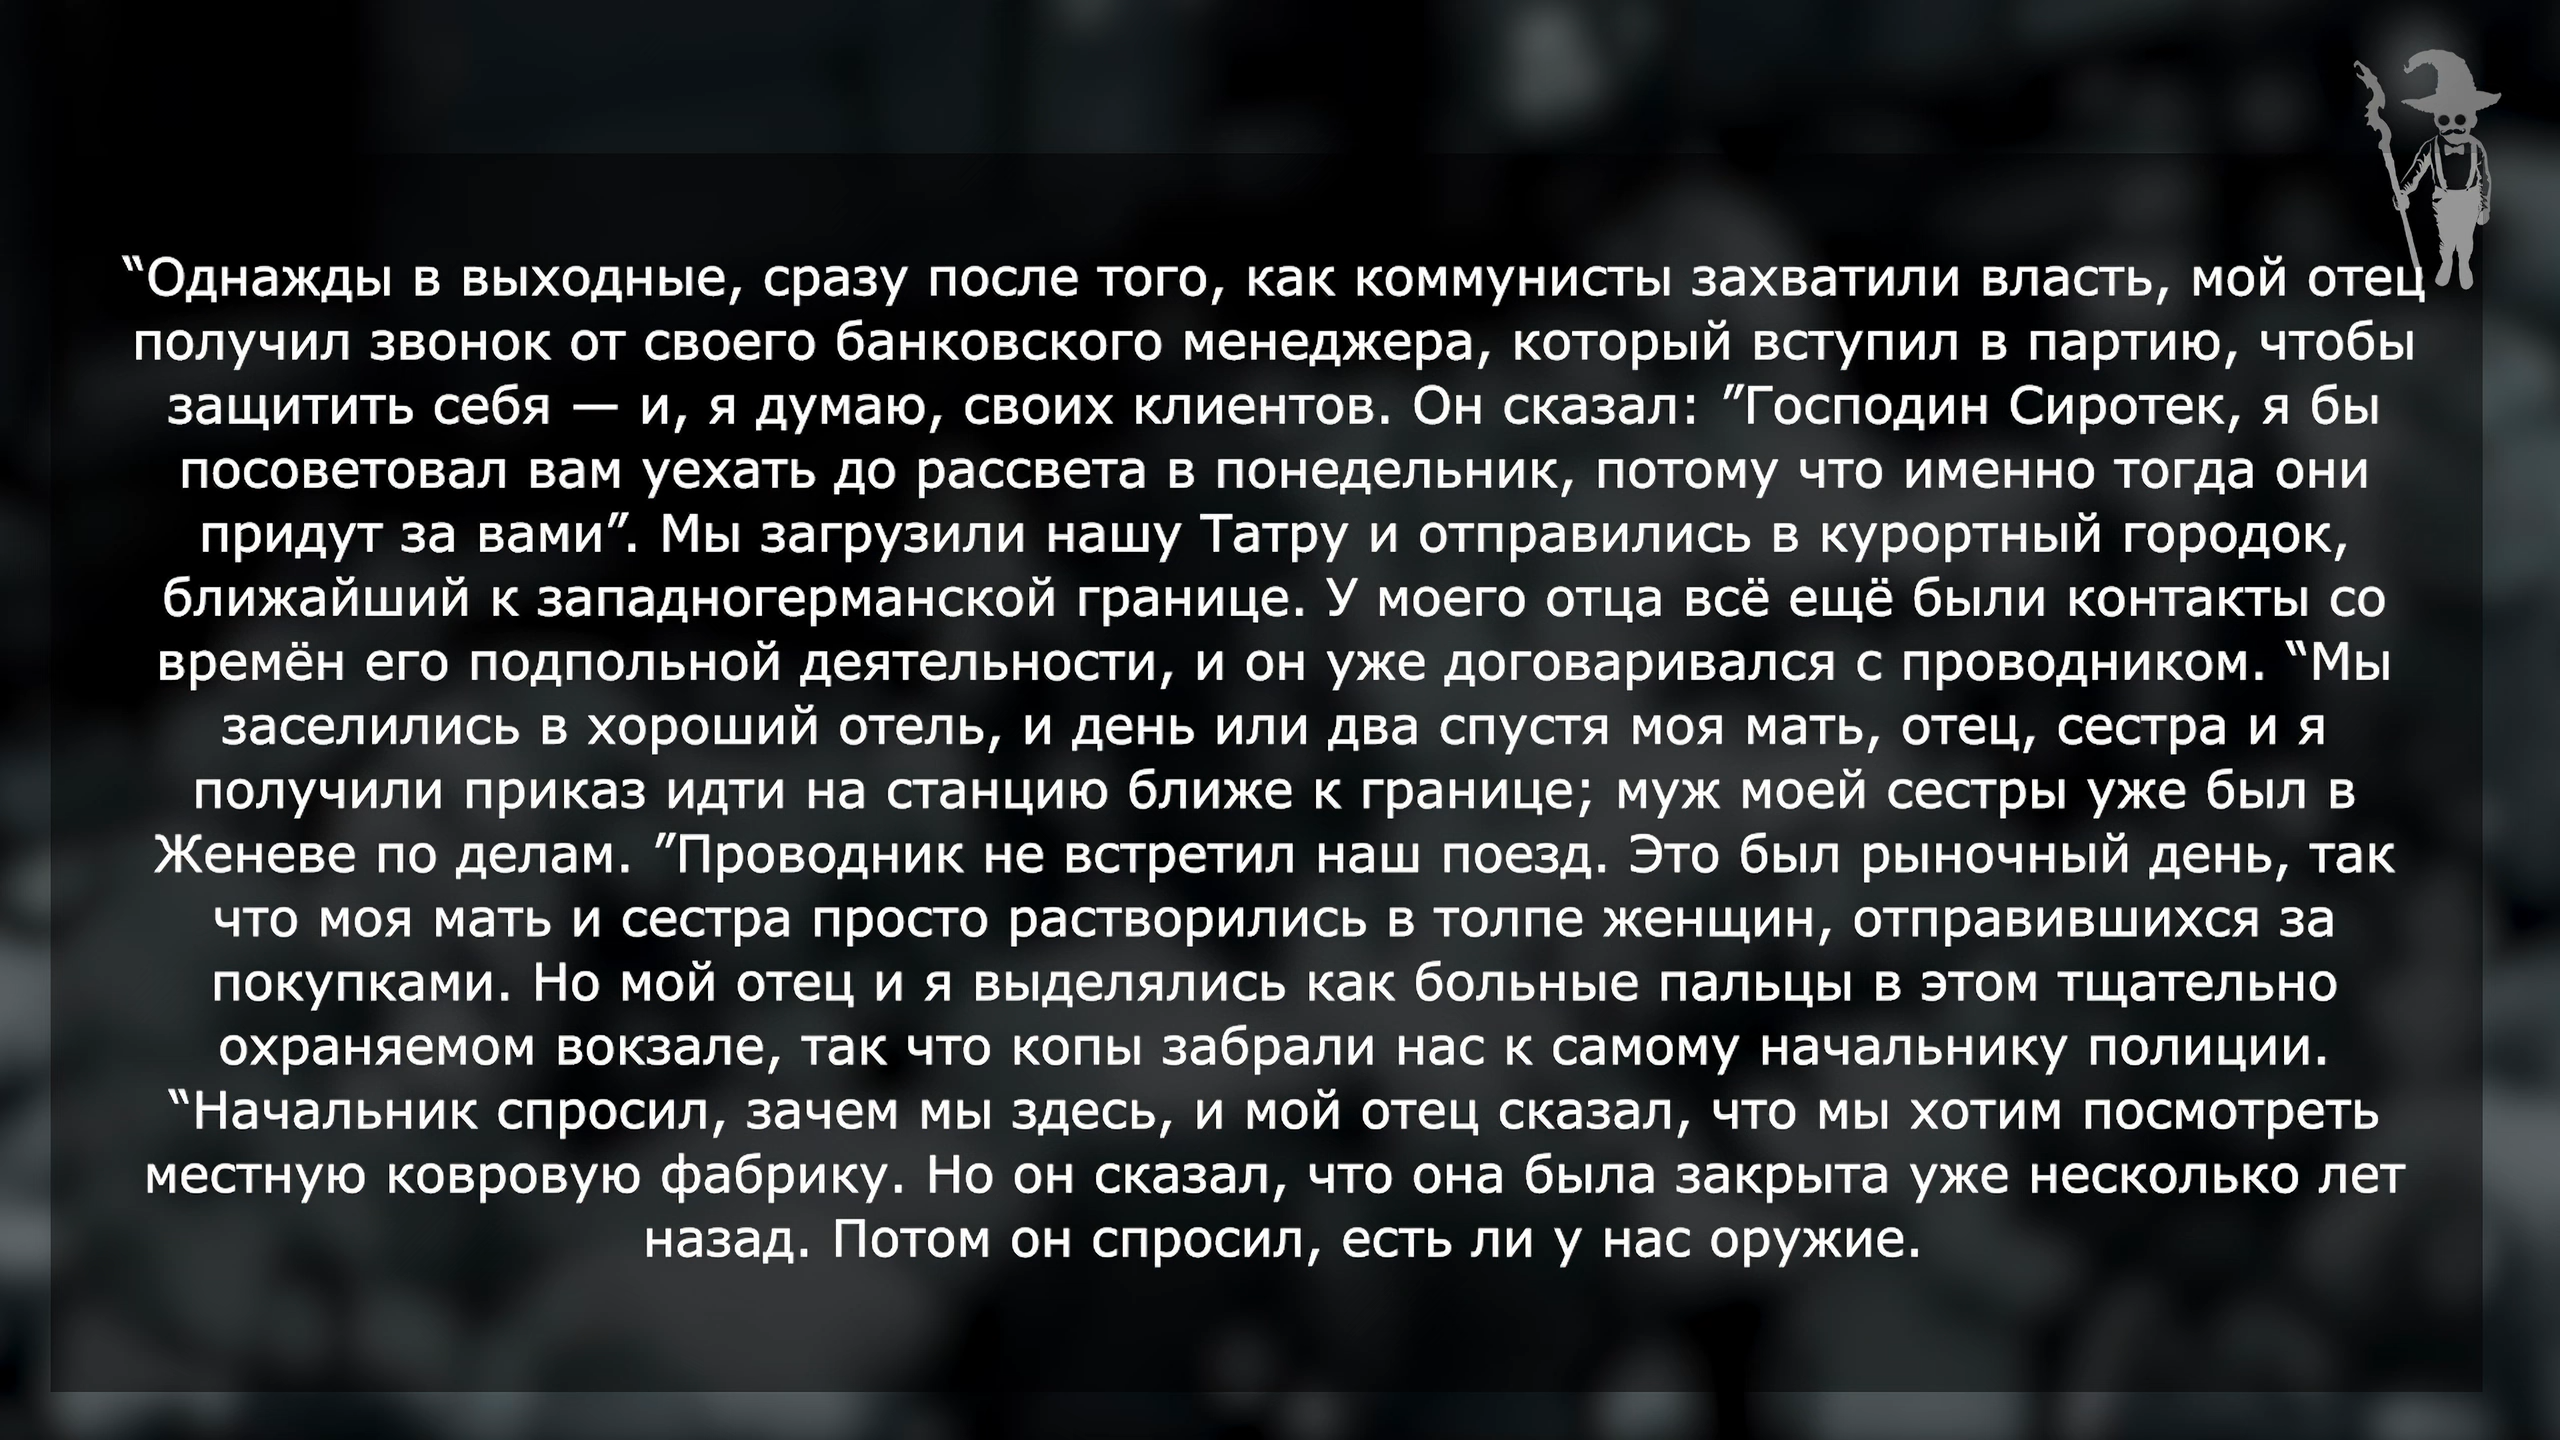 “Однажды в выходные, сразу после того, как коммунисты захватили власть, мой отец
получил звонок от своего банковского менеджера, который вступил в партию, чтобы
защитить себя — и, я думаю, своих клиентов. Он сказал: ”Господин Сиротек, я бы
посоветовал вам уехать до рассвета в понедельник, потому что именно тогда они
придут за вами”. Мы загрузили нашу Татру и отправились в курортный городок,
ближайший к западногерманской границе. У моего отца всё ещё были контакты со
времён его подпольной деятельности, и он уже договаривался с проводником. “Мы
заселились в хороший отель, и день или два спустя моя мать, отец, сестра и я
получили приказ идти на станцию ближе к границе; муж моей сестры уже был в
Женеве по делам. ”Проводник не встретил наш поезд. Это был рыночный день, так
что моя мать и сестра просто растворились в толпе женщин, отправившихся за
покупками. Но мой отец и я выделялись как больные пальцы в этом тщательно
охраняемом вокзале, так что копы забрали нас к самому начальнику полиции.
“Начальник спросил, зачем мы здесь, и мой отец сказал, что мы хотим посмотреть
местную ковровую фабрику. Но он сказал, что она была закрыта уже несколько лет
назад. Потом он спросил, есть ли у нас оружие.